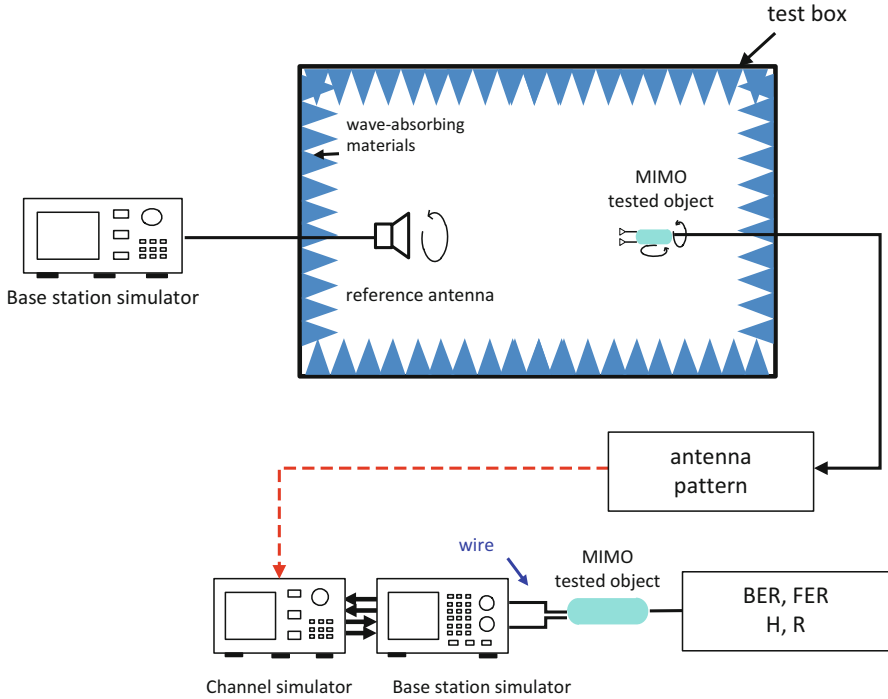 test box
wave-absorbing
materials
MIMO
tested object
Base station simulator
reference antenna
antenna
pattern
wire
MIMO
tested object
BER, FER
H, R
Channel simulator
Base station simulator